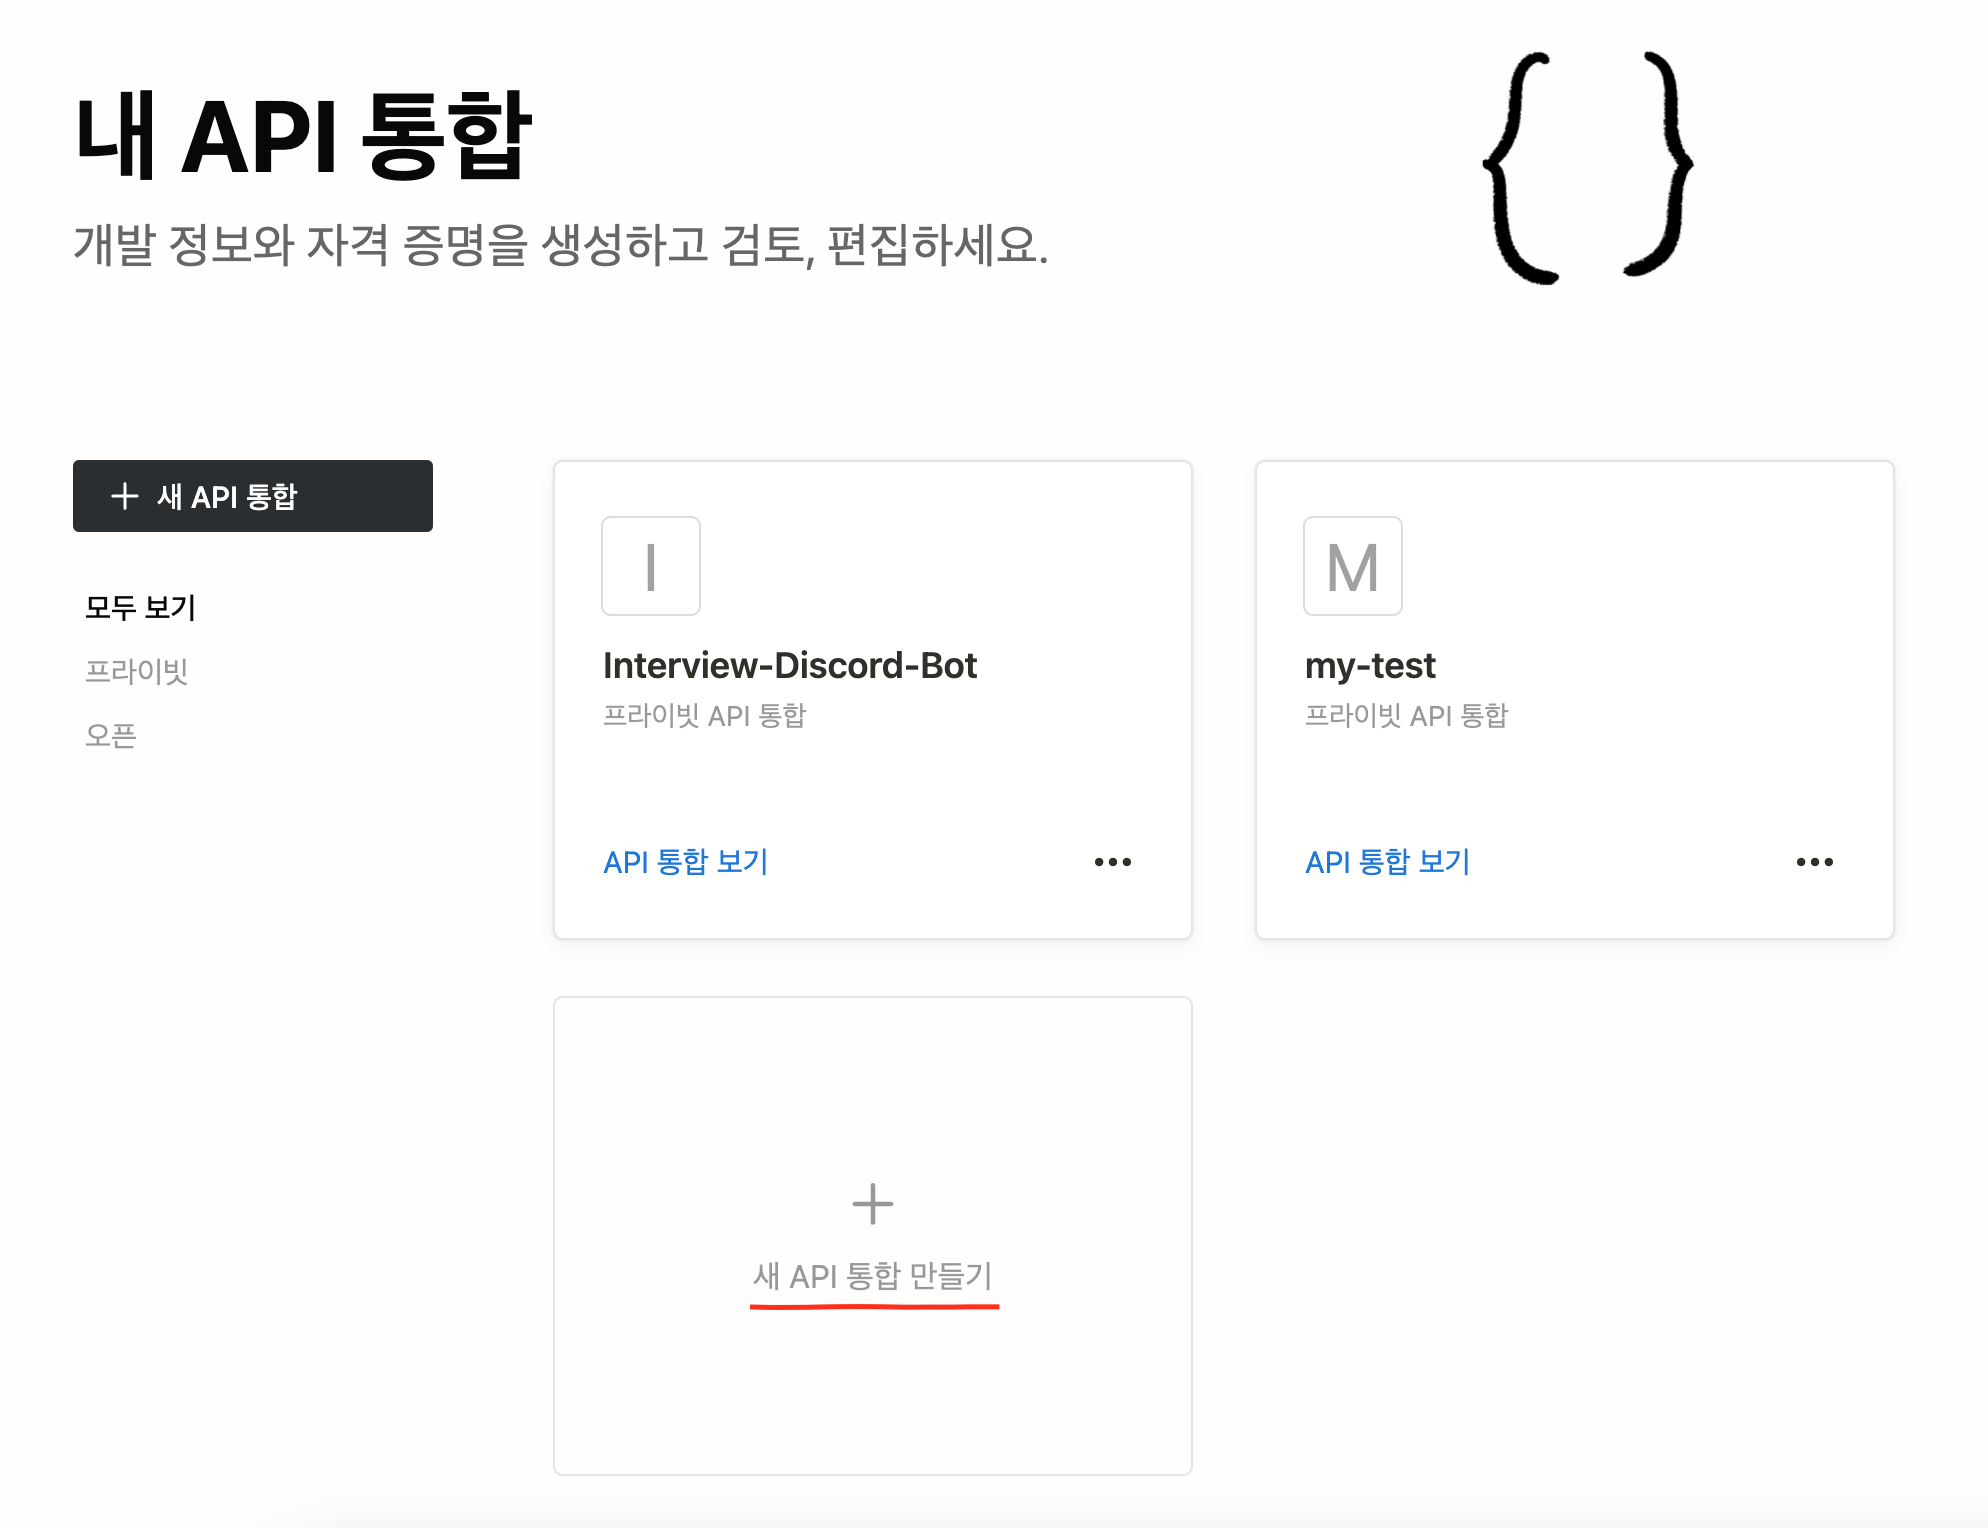 내 API 통합
개발 정보와 자격 증명을 생성하고 검토, 편집하세요.
{ }
+ 새 API 통합
모두 보기
프라이빗
오픈
I
Interview-Discord-Bot
프라이빗 API 통합
API 통합 보기
•••
M
my-test
프라이빗 API 통합
API 통합 보기
•••
+
새 API 통합 만들기